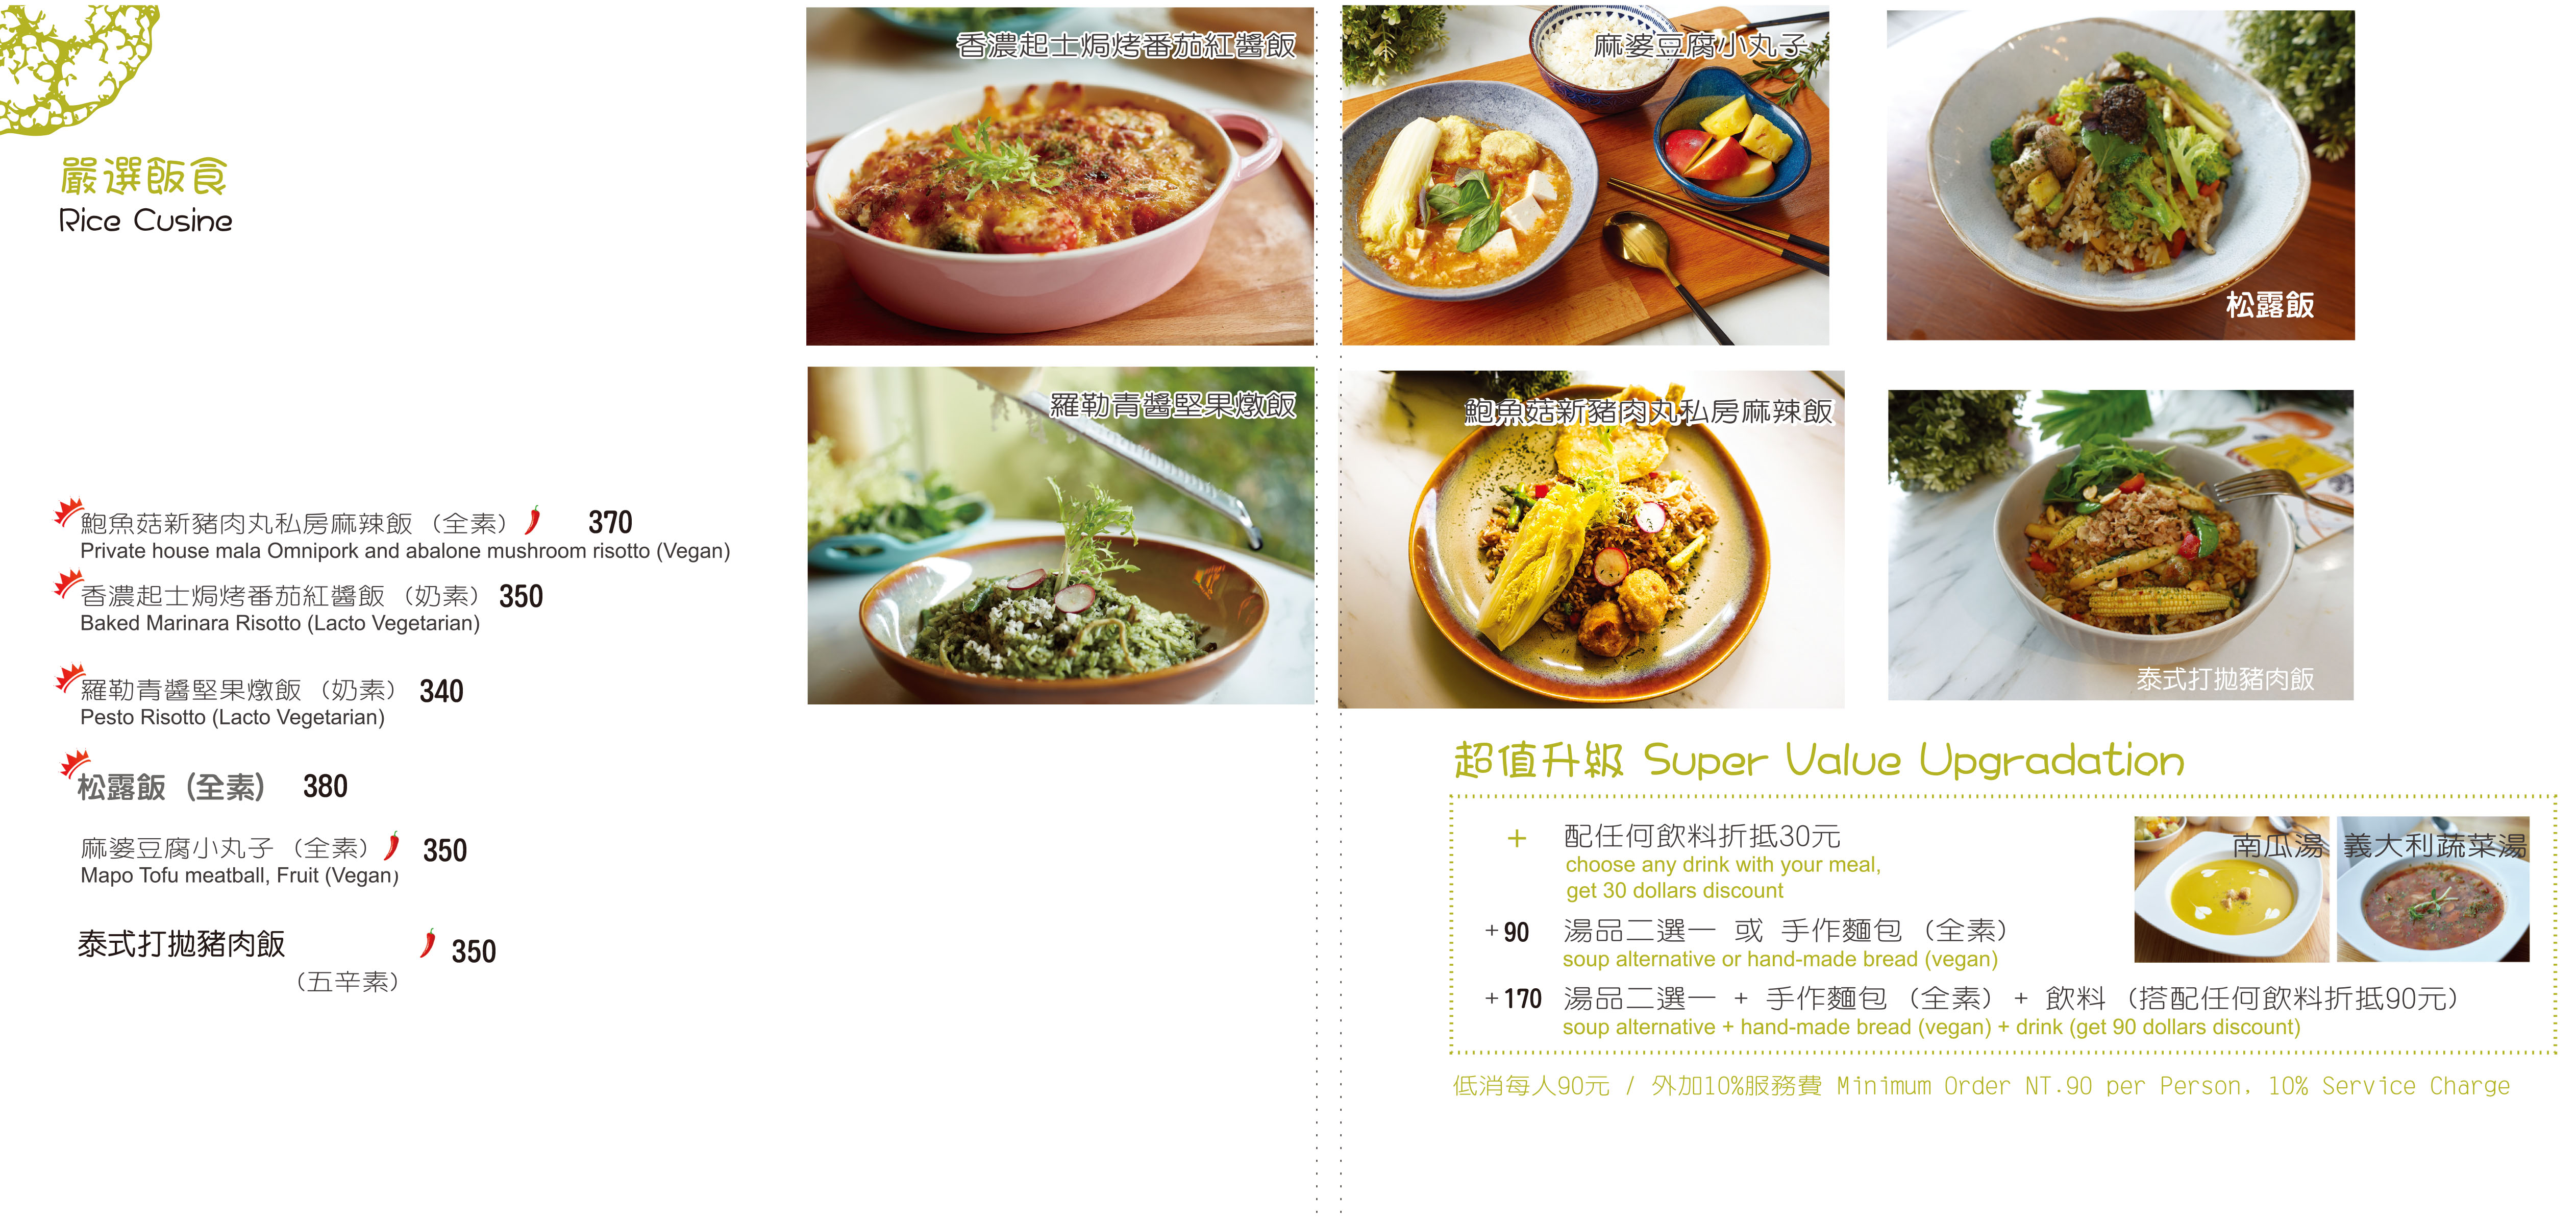 嚴選飯食
Rice Cusine
鮑魚菇新豬肉丸私房麻辣飯 (全素) 370
Private house mala Omnipork and abalone mushroom risotto (Vegan)
香濃起士焗烤番茄紅醬飯 (奶素) 350
Baked Marinara Risotto (Lacto Vegetarian)
羅勒青醬堅果燉飯 (奶素) 340
Pesto Risotto (Lacto Vegetarian)
松露飯 (全素) 380
麻婆豆腐小丸子 (全素) 350
Mapo Tofu meatball, Fruit (Vegan)
泰式打拋豬肉飯 350
(五辛素)
香濃起士焗烤番茄紅醬飯
羅勒青醬堅果燉飯
麻婆豆腐小丸子
松露飯
鮑魚菇新豬肉丸私房麻辣飯
泰式打拋豬肉飯
超值升級 Super Value Upgradation
+ 配任何飲料折抵30元
choose any drink with your meal,
get 30 dollars discount
+90 湯品二選一 或 手作麵包 (全素)
soup alternative or hand-made bread (vegan)
+170 湯品二選一 + 手作麵包 (全素) + 飲料 (搭配任何飲料折抵90元)
soup alternative + hand-made bread (vegan) + drink (get 90 dollars discount)
南瓜湯
義大利蔬菜湯
低消每人90元 / 外加10%服務費 Minimum Order NT.90 per Person, 10% Service Charge